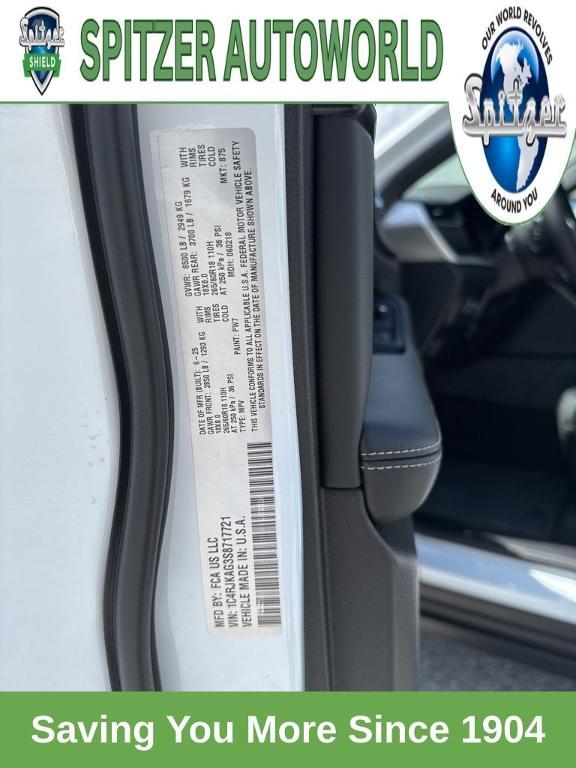 Spitzer
SHIELD
SPITZER AUTOWORLD
OUR WORLD REVOLVES
Spitzer
AROUND YOU
MFD BY: FCA US LLC
VIN: 1C4RJKAG3S8717721
VEHICLE MADE IN: U.S.A.
DATE OF MFR (BUILT): 6-25
GAWR FRONT: 2850 LB / 1293 KG WITH
18X8.0 RIMS
265/60R18 110H TIRES
AT 250 kPa / 36 PSI COLD
TYPE: MPV PAINT: PW7
GVWR: 6500 LB / 2949 KG
GAWR REAR: 3700 LB / 1679 KG WITH
18X8.0 RIMS
265/60R18 110H TIRES
AT 250 kPa / 36 PSI COLD
MDH: 060218 MKT: 875
THIS VEHICLE CONFORMS TO ALL APPLICABLE U.S.A. FEDERAL MOTOR VEHICLE SAFETY
STANDARDS IN EFFECT ON THE DATE OF MANUFACTURE SHOWN ABOVE.
Saving You More Since 1904